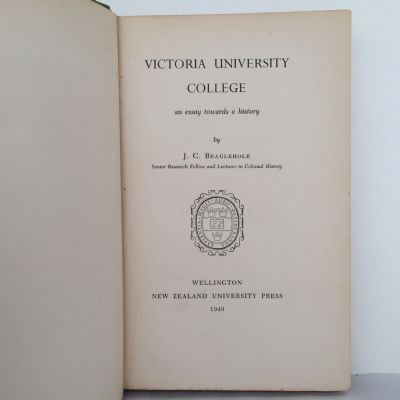 VICTORIA UNIVERSITY
COLLEGE
an essay towards a history
by
J. C. BEAGLEHOLE
Senior Research Fellow and Lecturer in Colonial History
WELLINGTON
NEW ZEALAND UNIVERSITY PRESS
1949